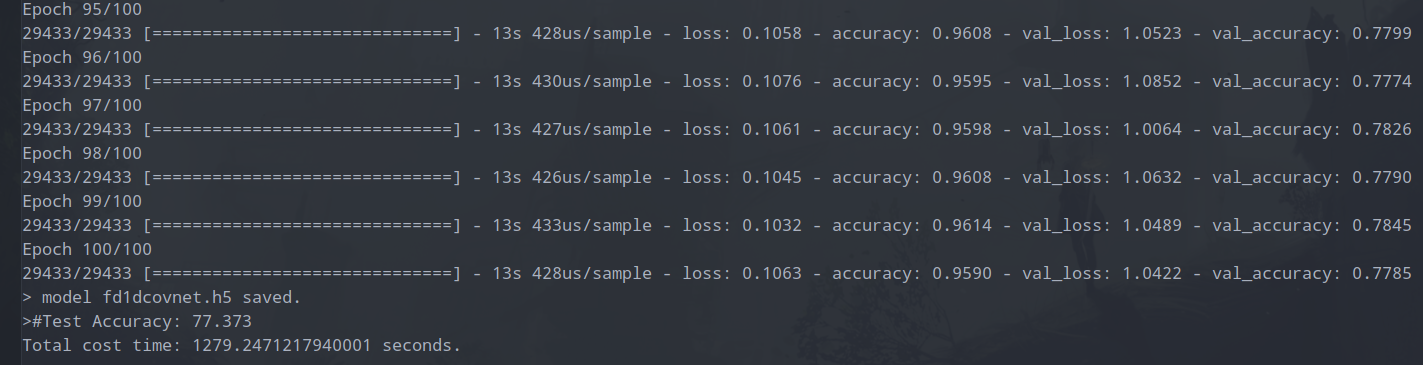 Epoch 95/100
29433/29433 [==============================] - 13s 428us/sample - loss: 0.1058 - accuracy: 0.9608 - val_loss: 1.0523 - val_accuracy: 0.7799
Epoch 96/100
29433/29433 [==============================] - 13s 430us/sample - loss: 0.1076 - accuracy: 0.9595 - val_loss: 1.0852 - val_accuracy: 0.7774
Epoch 97/100
29433/29433 [==============================] - 13s 427us/sample - loss: 0.1061 - accuracy: 0.9598 - val_loss: 1.0064 - val_accuracy: 0.7826
Epoch 98/100
29433/29433 [==============================] - 13s 426us/sample - loss: 0.1045 - accuracy: 0.9608 - val_loss: 1.0632 - val_accuracy: 0.7790
Epoch 99/100
29433/29433 [==============================] - 13s 433us/sample - loss: 0.1032 - accuracy: 0.9614 - val_loss: 1.0489 - val_accuracy: 0.7845
Epoch 100/100
29433/29433 [==============================] - 13s 428us/sample - loss: 0.1063 - accuracy: 0.9590 - val_loss: 1.0422 - val_accuracy: 0.7785
> model fd1dcovnet.h5 saved.
>#Test Accuracy: 77.373
Total cost time: 1279.2471217940001 seconds.